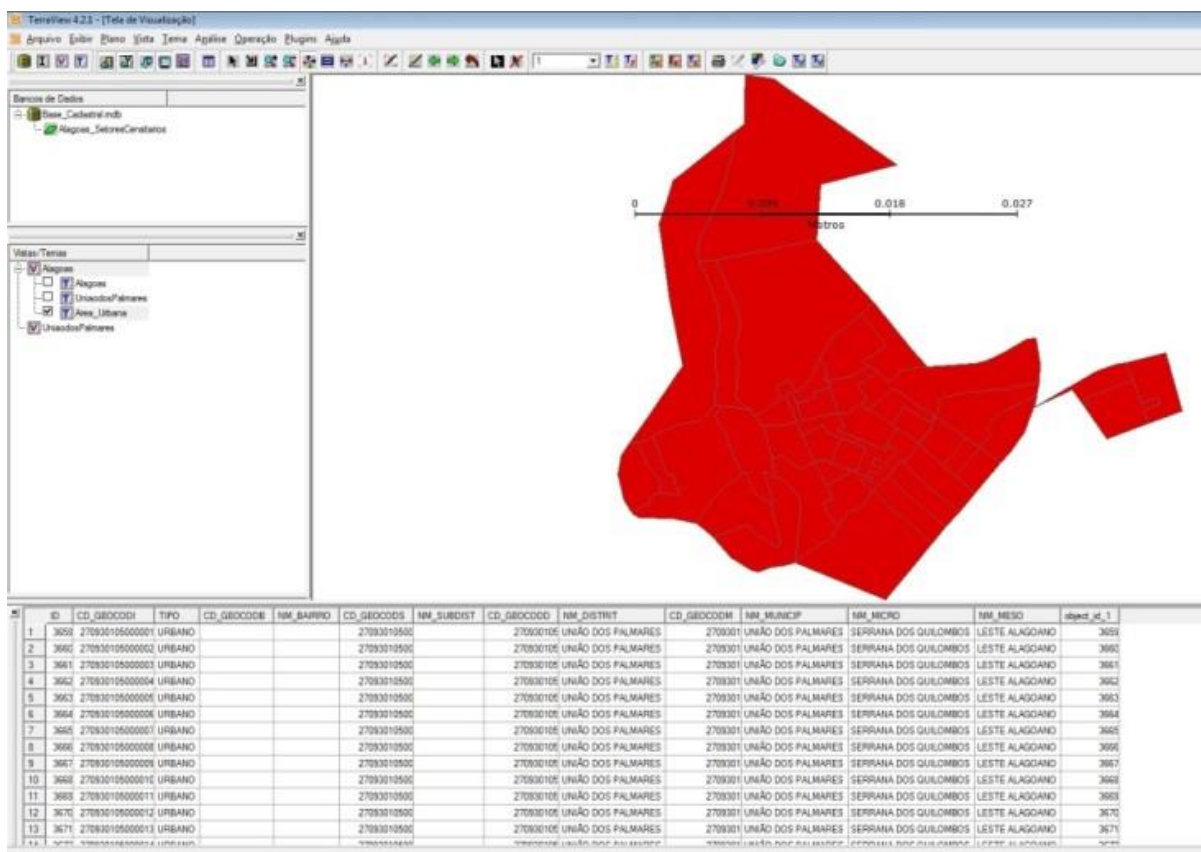 TerraView 4.2.1 - [Tela de Visualização]
Arquivo Exibir Plano Vista Tema Análise Operação Plugins Ajuda
1
Bancos de Dados
Base_Cadastral.mdb
Alagoas_SetoresCensitarios
Vistas/Temas
Alagoas
Alagoas
UniaodosPalmares
Area_Urbana
UniaodosPalmares
0 0.018 0.027
Metros
ID CD_GEOCODI TIPO CD_GEOCODB NM_BAIRRO CD_GEOCODS NM_SUBDIST CD_GEOCODD NM_DISTRIT CD_GEOCODM NM_MUNICIP NM_MICRO NM_MESO object_id_1
1 3659 270930105000001 URBANO 27093010500 270930105 UNIÃO DOS PALMARES 2709301 UNIÃO DOS PALMARES SERRANA DOS QUILOMBOS LESTE ALAGOANO 3659
2 3660 270930105000002 URBANO 27093010500 270930105 UNIÃO DOS PALMARES 2709301 UNIÃO DOS PALMARES SERRANA DOS QUILOMBOS LESTE ALAGOANO 3660
3 3661 270930105000003 URBANO 27093010500 270930105 UNIÃO DOS PALMARES 2709301 UNIÃO DOS PALMARES SERRANA DOS QUILOMBOS LESTE ALAGOANO 3661
4 3662 270930105000004 URBANO 27093010500 270930105 UNIÃO DOS PALMARES 2709301 UNIÃO DOS PALMARES SERRANA DOS QUILOMBOS LESTE ALAGOANO 3662
5 3663 270930105000005 URBANO 27093010500 270930105 UNIÃO DOS PALMARES 2709301 UNIÃO DOS PALMARES SERRANA DOS QUILOMBOS LESTE ALAGOANO 3663
6 3664 270930105000006 URBANO 27093010500 270930105 UNIÃO DOS PALMARES 2709301 UNIÃO DOS PALMARES SERRANA DOS QUILOMBOS LESTE ALAGOANO 3664
7 3665 270930105000007 URBANO 27093010500 270930105 UNIÃO DOS PALMARES 2709301 UNIÃO DOS PALMARES SERRANA DOS QUILOMBOS LESTE ALAGOANO 3665
8 3666 270930105000008 URBANO 27093010500 270930105 UNIÃO DOS PALMARES 2709301 UNIÃO DOS PALMARES SERRANA DOS QUILOMBOS LESTE ALAGOANO 3666
9 3667 270930105000009 URBANO 27093010500 270930105 UNIÃO DOS PALMARES 2709301 UNIÃO DOS PALMARES SERRANA DOS QUILOMBOS LESTE ALAGOANO 3667
10 3668 270930105000010 URBANO 27093010500 270930105 UNIÃO DOS PALMARES 2709301 UNIÃO DOS PALMARES SERRANA DOS QUILOMBOS LESTE ALAGOANO 3668
11 3669 270930105000011 URBANO 27093010500 270930105 UNIÃO DOS PALMARES 2709301 UNIÃO DOS PALMARES SERRANA DOS QUILOMBOS LESTE ALAGOANO 3669
12 3670 270930105000012 URBANO 27093010500 270930105 UNIÃO DOS PALMARES 2709301 UNIÃO DOS PALMARES SERRANA DOS QUILOMBOS LESTE ALAGOANO 3670
13 3671 270930105000013 URBANO 27093010500 270930105 UNIÃO DOS PALMARES 2709301 UNIÃO DOS PALMARES SERRANA DOS QUILOMBOS LESTE ALAGOANO 3671